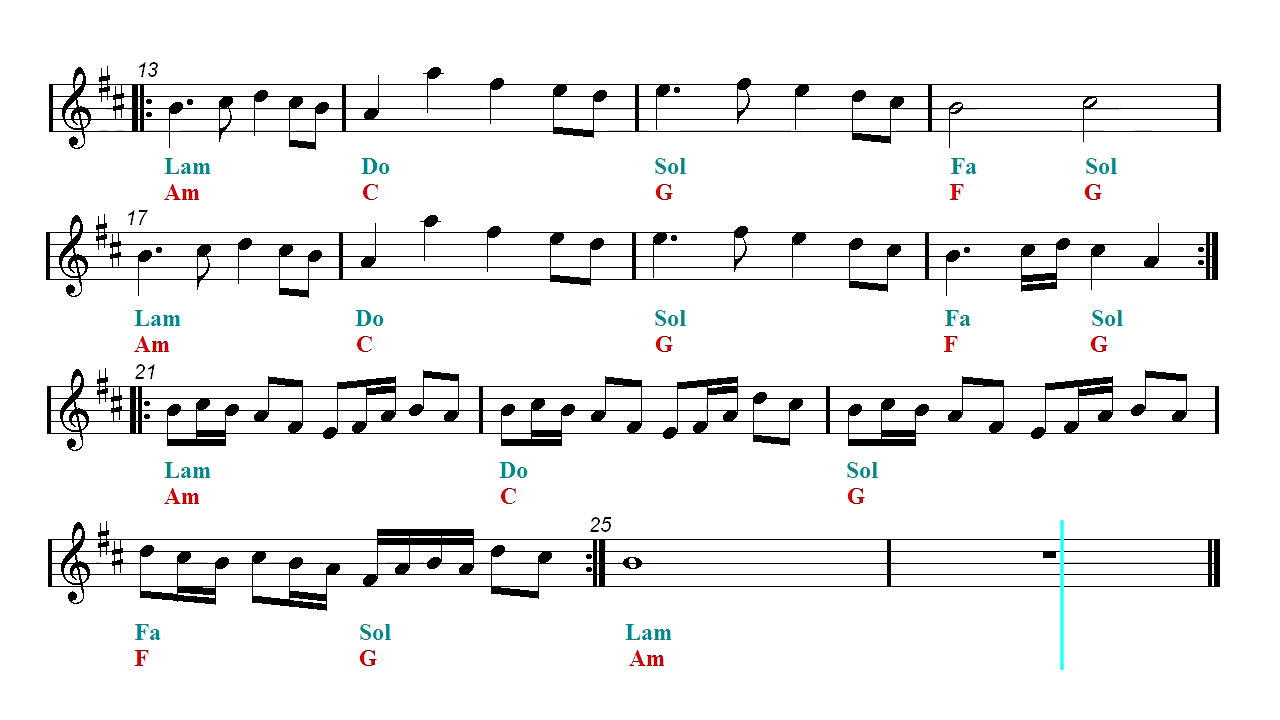 13
Lam Do Sol Fa Sol
Am C G F G
17
Lam Do Sol Fa Sol
Am C G F G
21
Lam Do Sol
Am C G
25
Fa Sol Lam
F G Am